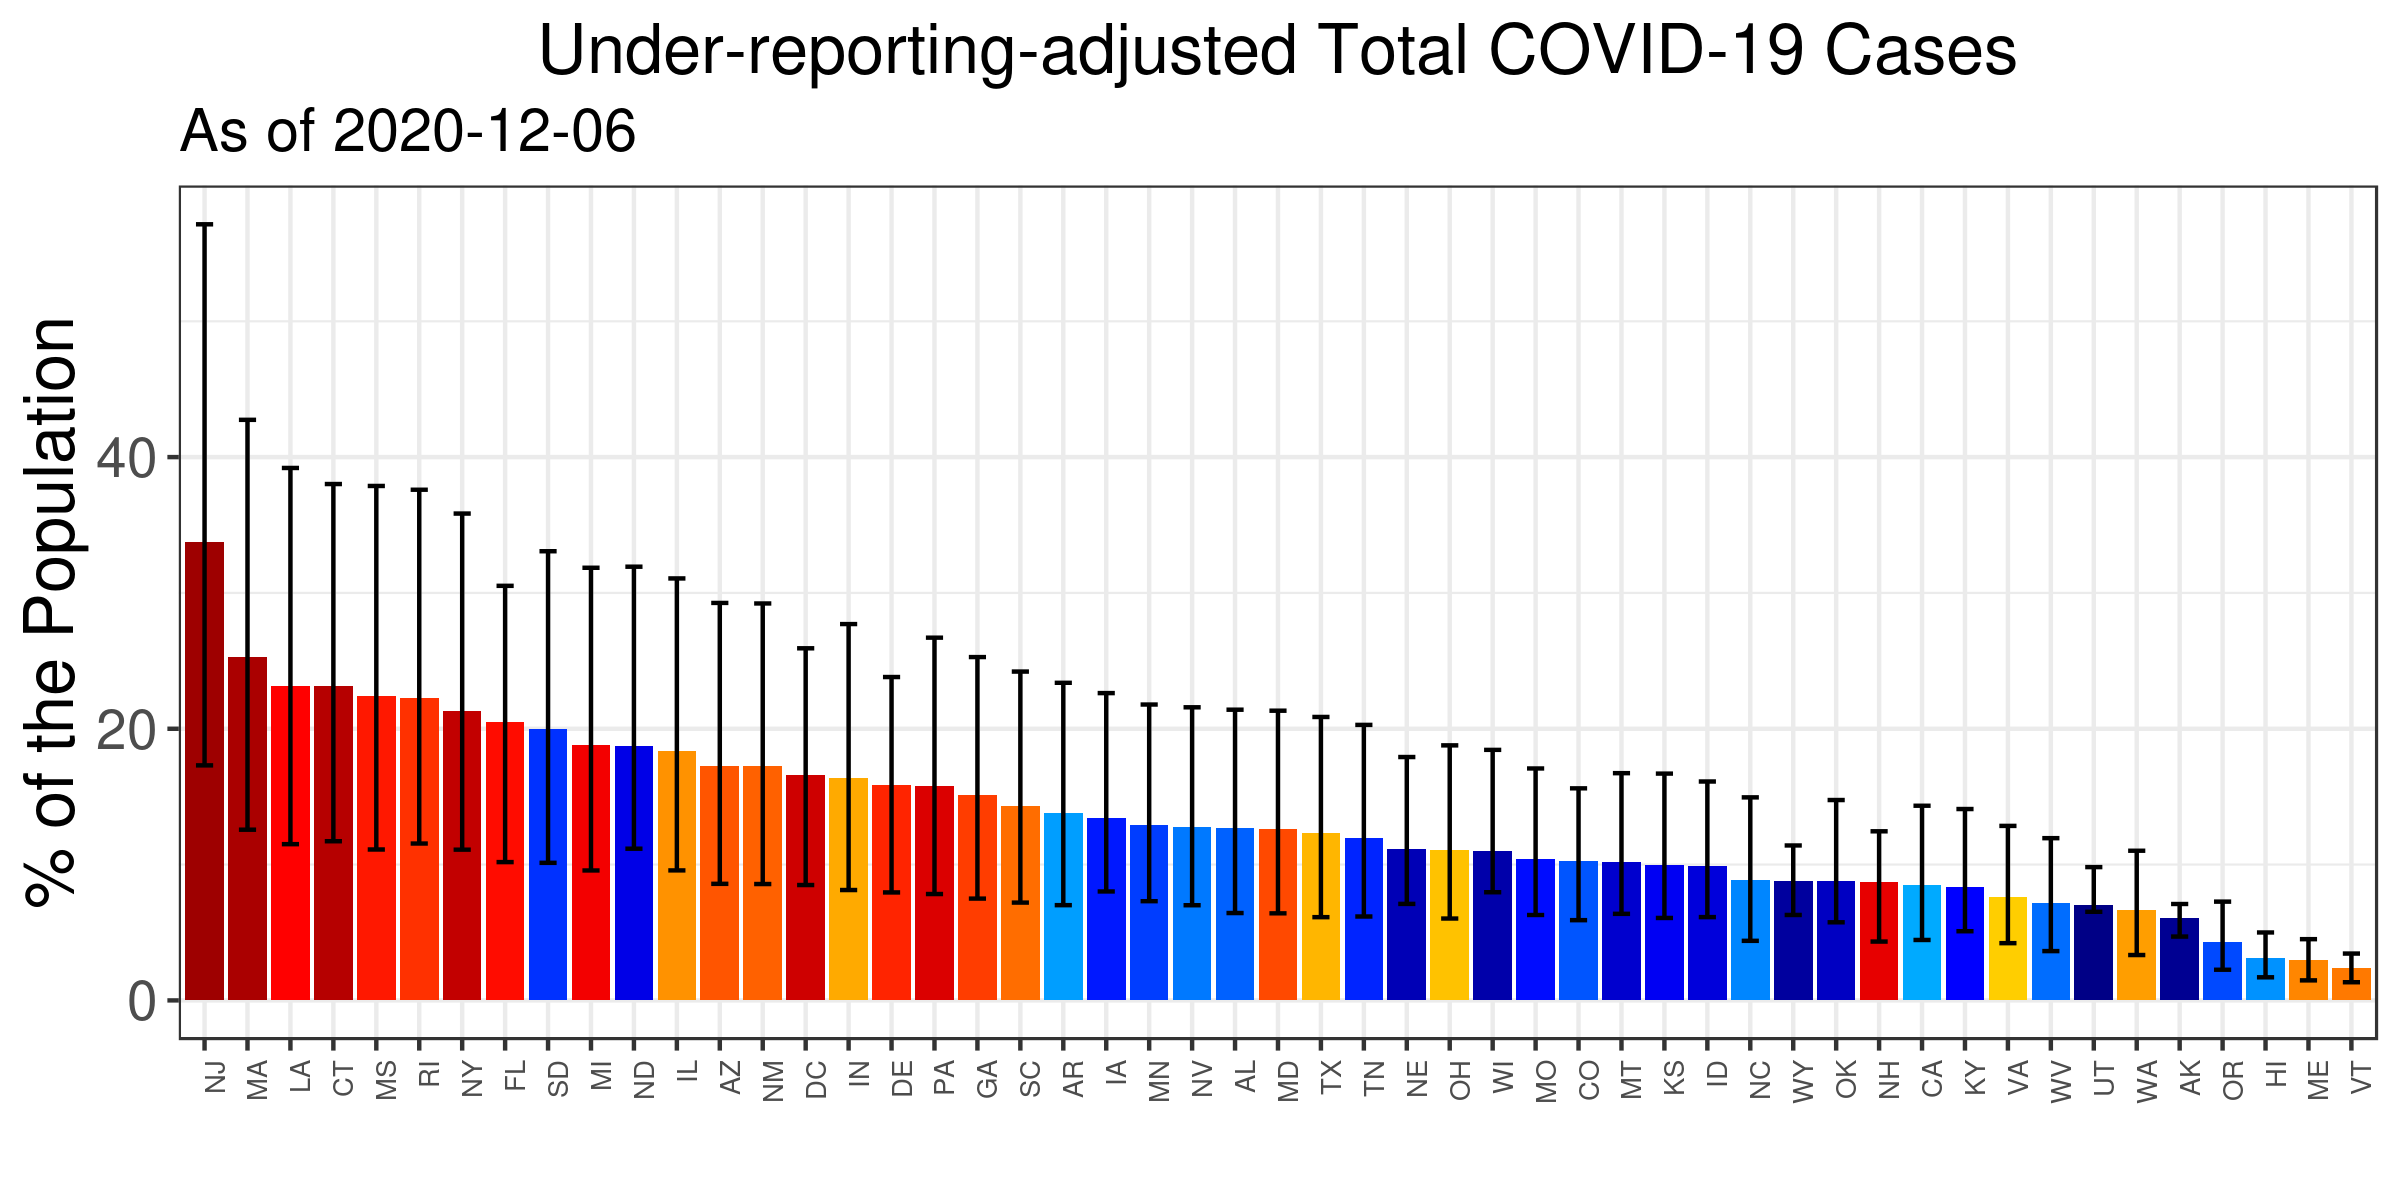 Under-reporting-adjusted Total COVID-19 Cases
As of 2020-12-06
% of the Population
40
20
0
NJ MA LA CT MS RI NY FL SD MI ND IL AZ NM DC IN DE PA GA SC AR IA MN NV AL MD TX TN NE OH WI MO CO MT KS ID NC WY OK NH CA KY VA WV UT WA AK OR HI ME VT